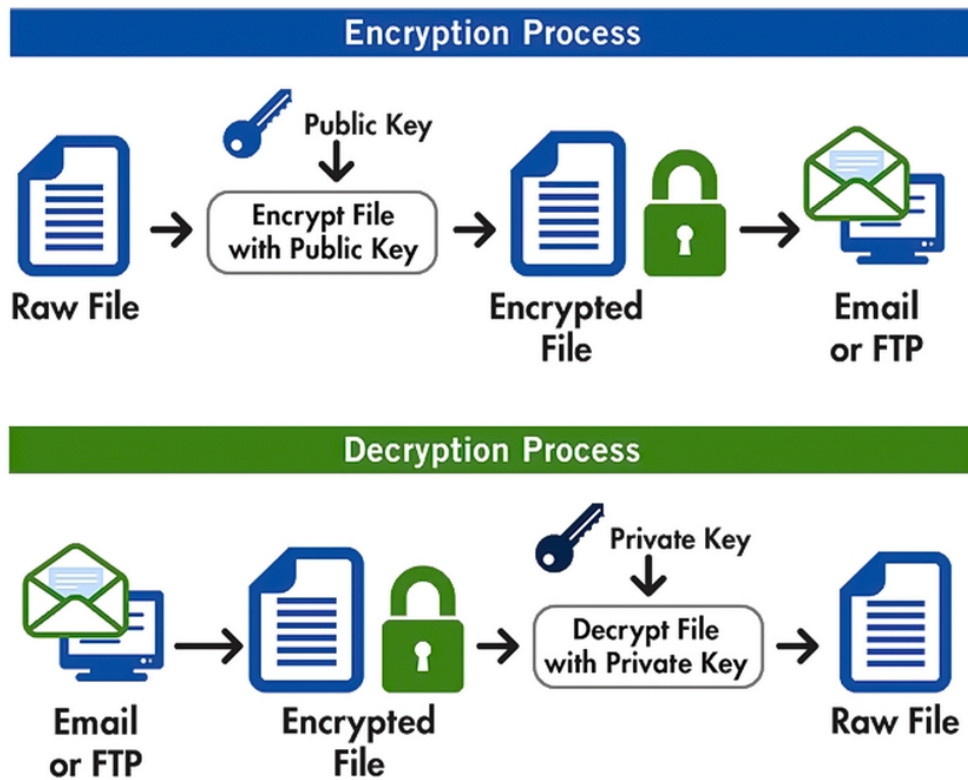 Encryption Process
Public Key
Encrypt File
with Public Key
Raw File
Encrypted
File
Email
or FTP
Decryption Process
Private Key
Decrypt File
with Private Key
Email
or FTP
Encrypted
File
Raw File